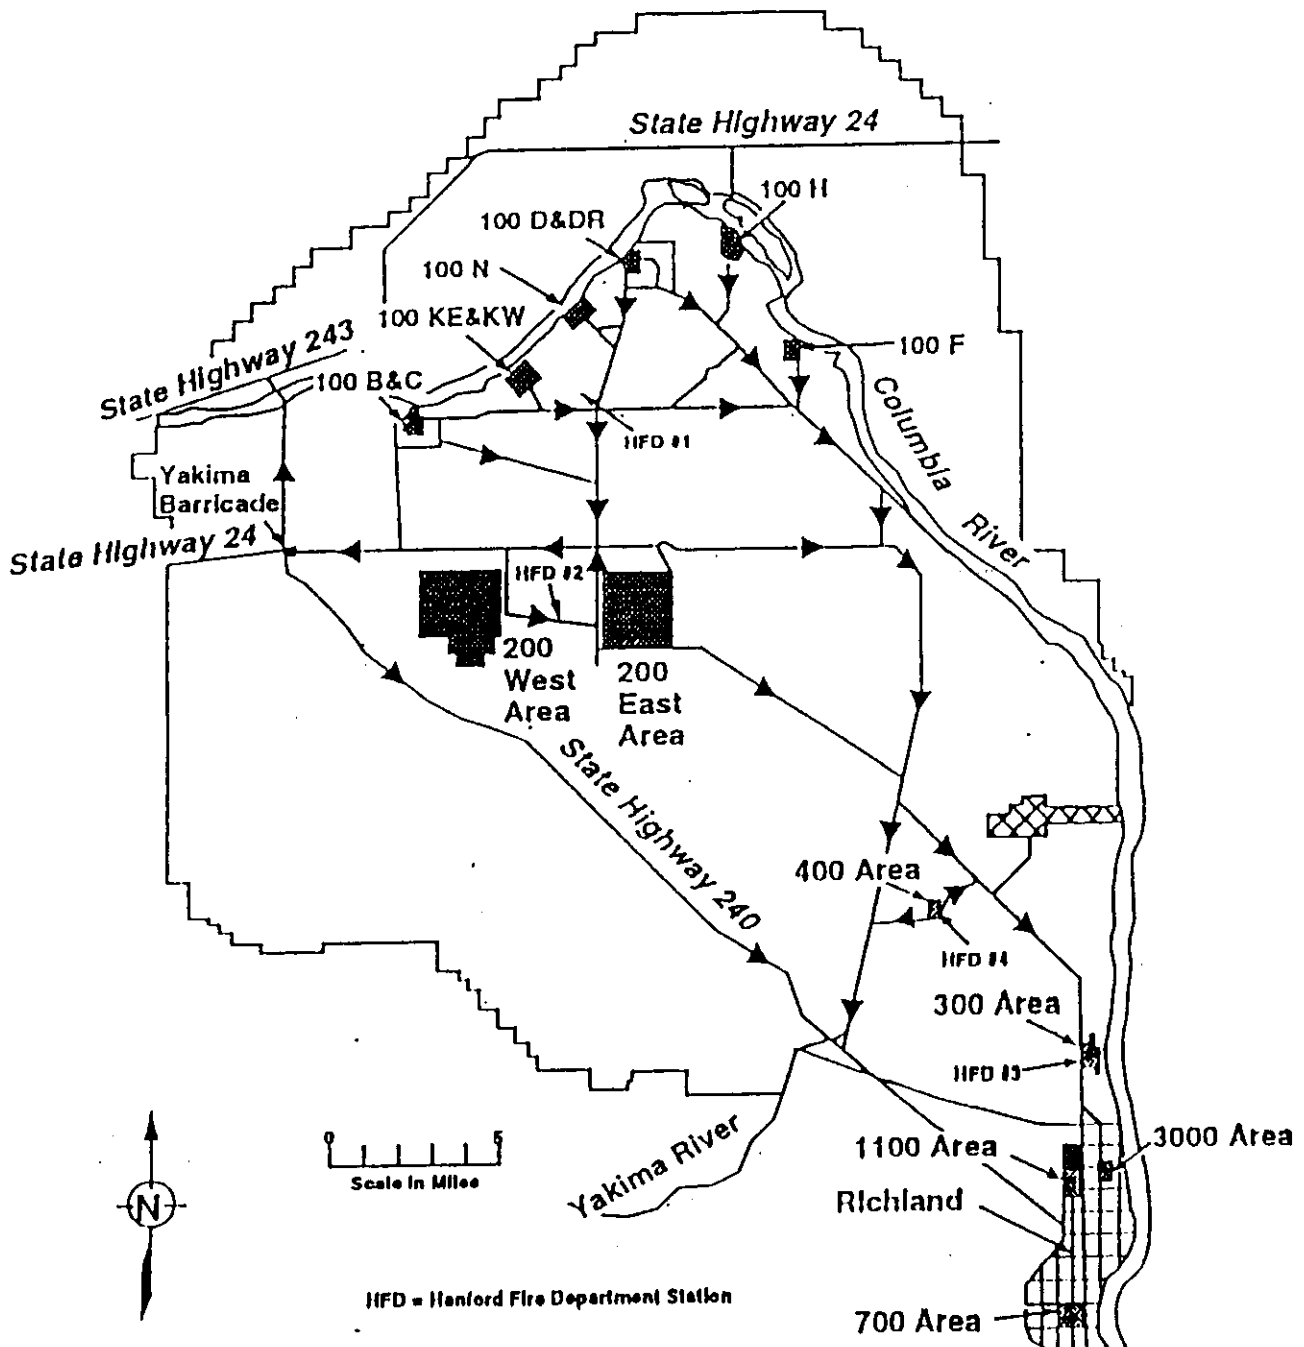 State Highway 24
100 H
100 D&DR
100 N
100 KE&KW
State Highway 243
100 F
100 B&C
Columbia
River
HFD #1
Yakima
Barricade
State Highway 24
HFD #2
200
West
Area
200
East
Area
State Highway 240
400 Area
HFD #4
300 Area
HFD #3
Yakima River
1100 Area
3000 Area
Richland
700 Area
N
0
5
Scale in Miles
HFD = Hanford Fire Department Station